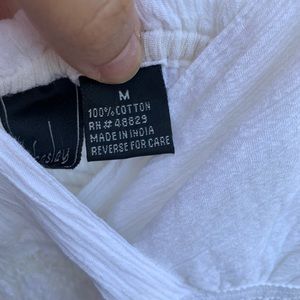 M
100% COTTON
RN#48829
MADE IN INDIA
REVERSE FOR CARE